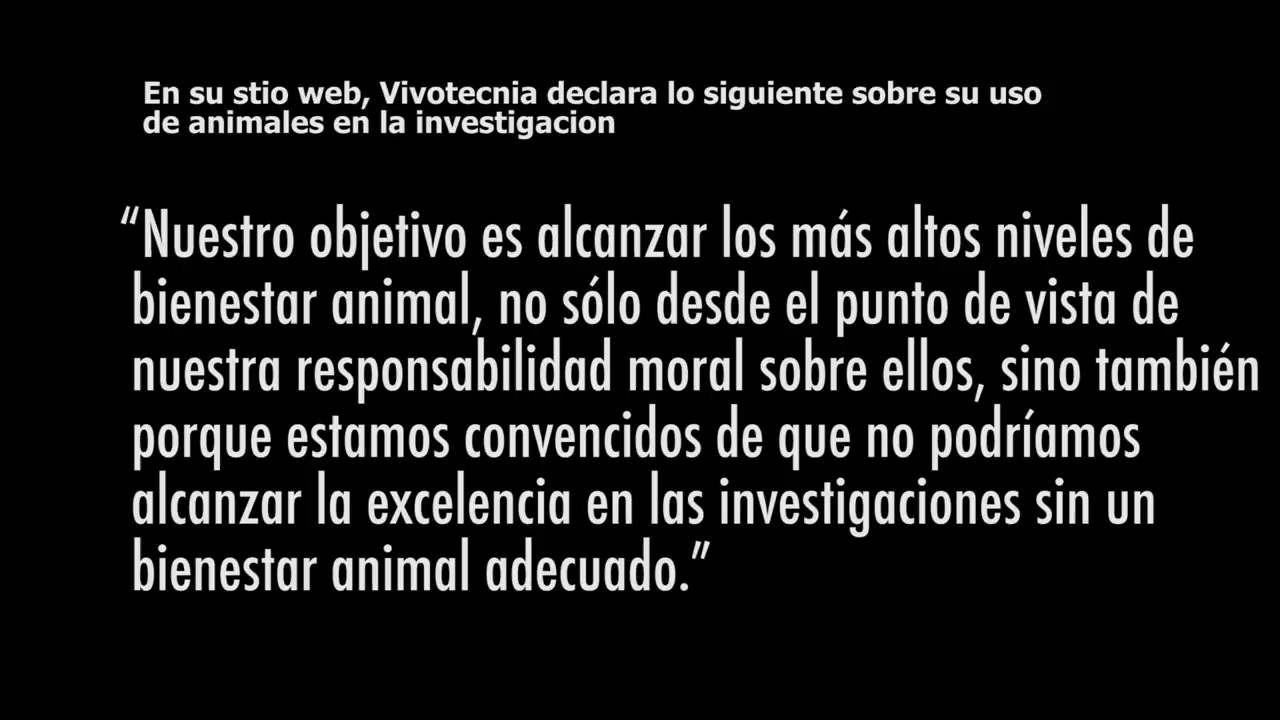 En su stio web, Vivotecnia declara lo siguiente sobre su uso
de animales en la investigacion
“Nuestro objetivo es alcanzar los más altos niveles de
bienestar animal, no sólo desde el punto de vista de
nuestra responsabilidad moral sobre ellos, sino también
porque estamos convencidos de que no podríamos
alcanzar la excelencia en las investigaciones sin un
bienestar animal adecuado.”